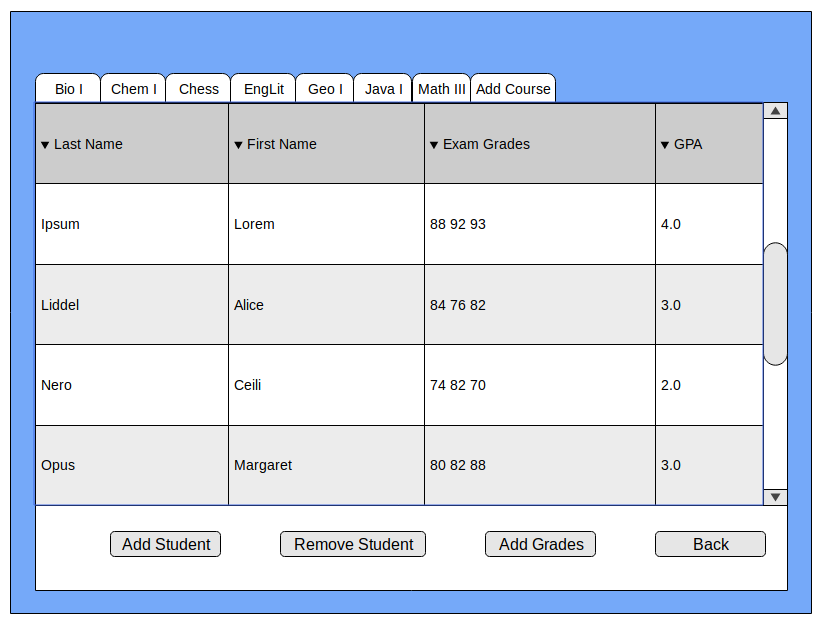 Bio I Chem I Chess EngLit Geo I Java I Math III Add Course
▼ Last Name ▼ First Name ▼ Exam Grades ▼ GPA
Ipsum Lorem 88 92 93 4.0
Liddel Alice 84 76 82 3.0
Nero Ceili 74 82 70 2.0
Opus Margaret 80 82 88 3.0
Add Student Remove Student Add Grades Back